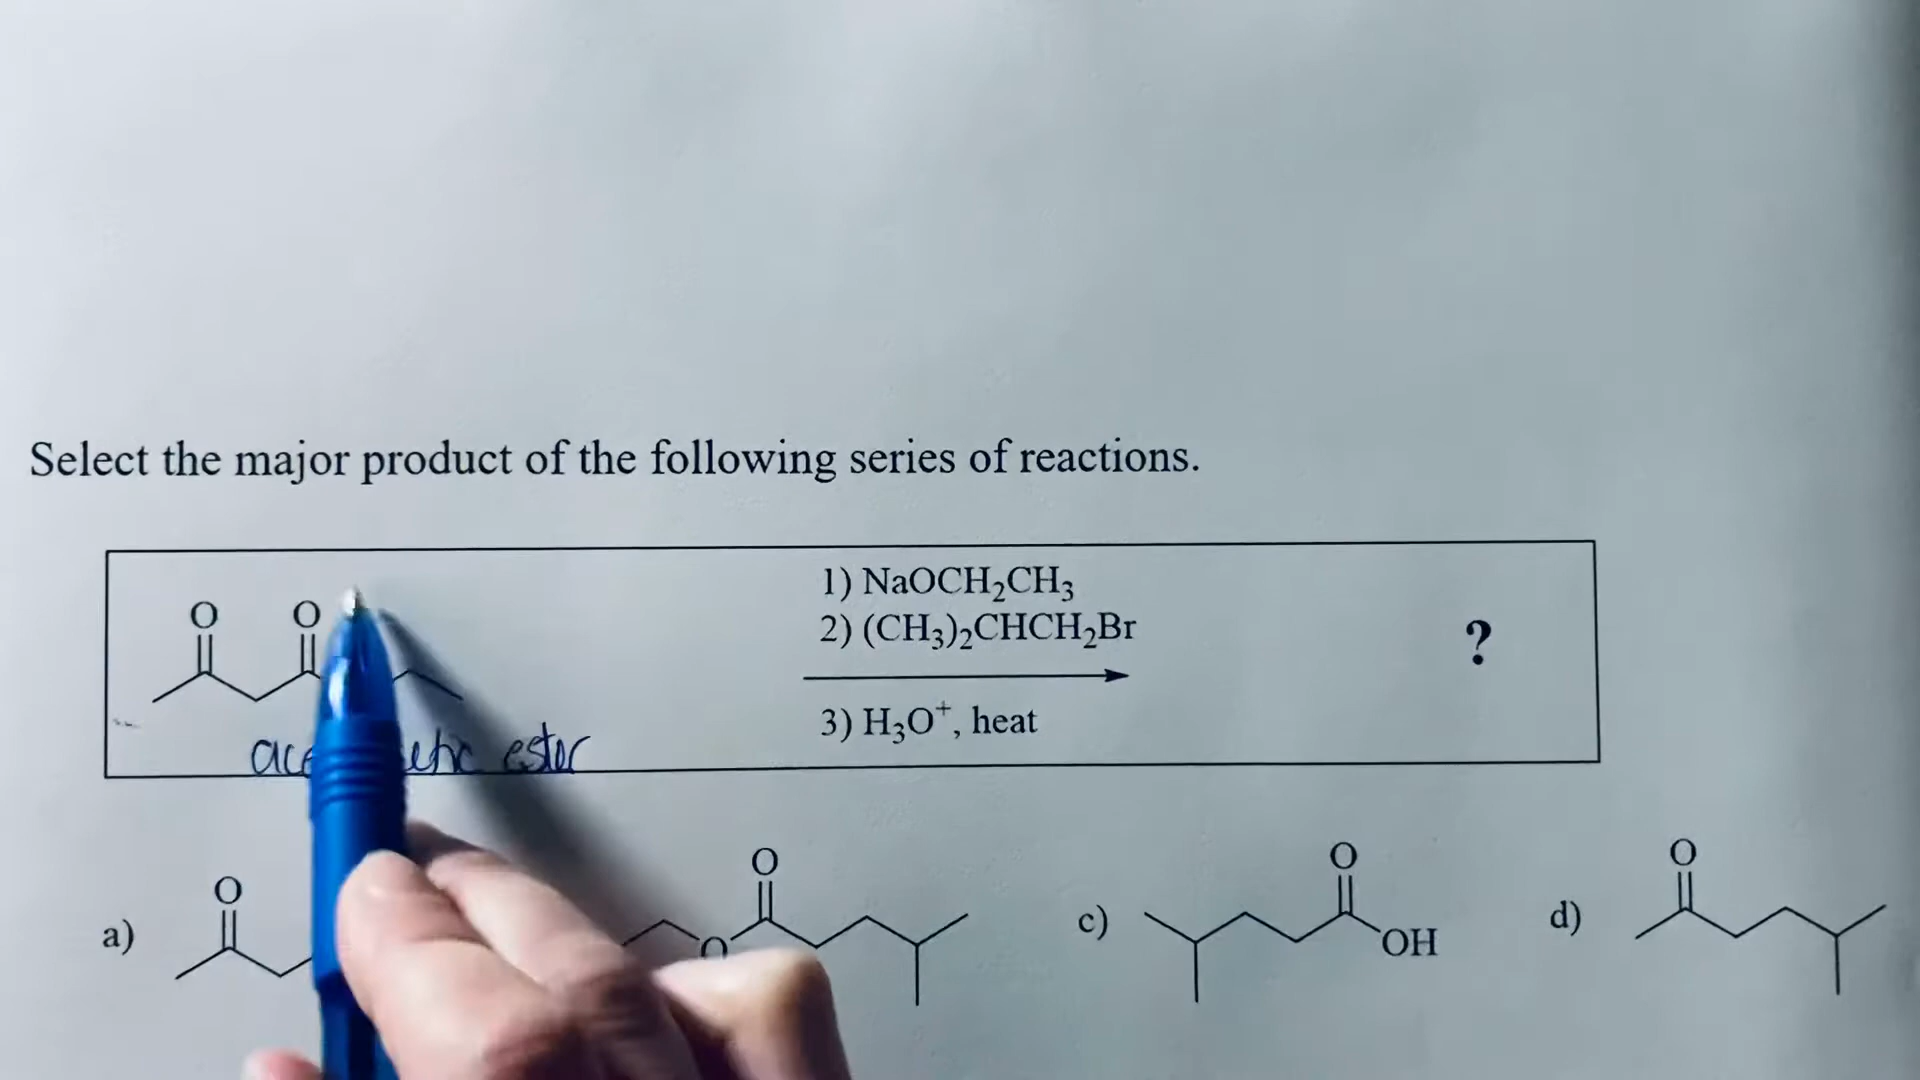 Select the major product of the following series of reactions.
1) NaOCH₂CH₃
2) (CH₃)₂CHCH₂Br
3) H₃O⁺, heat
?
O O
ester
a) O
O O
c) O OH
d) O